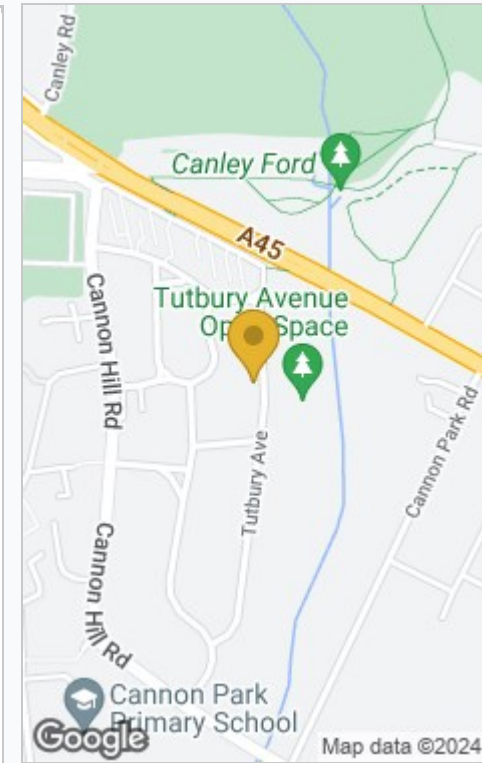 Canley Rd
Canley Ford
A45
Tutbury Avenue
Open Space
Cannon Hill Rd
Tutbury Ave
Cannon Park Rd
Cannon Hill Rd
Cannon Park
Primary School
Google
Map data ©2024